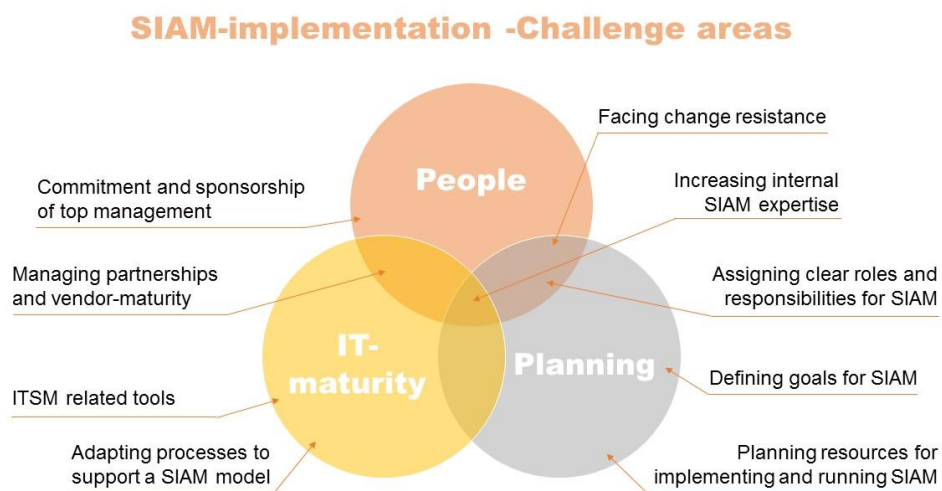 SIAM-implementation -Challenge areas
People
IT-
maturity
Planning
Commitment and sponsorship
of top management
Managing partnerships
and vendor-maturity
ITSM related tools
Adapting processes to
support a SIAM model
Facing change resistance
Increasing internal
SIAM expertise
Assigning clear roles and
responsibilities for SIAM
Defining goals for SIAM
Planning resources for
implementing and running SIAM